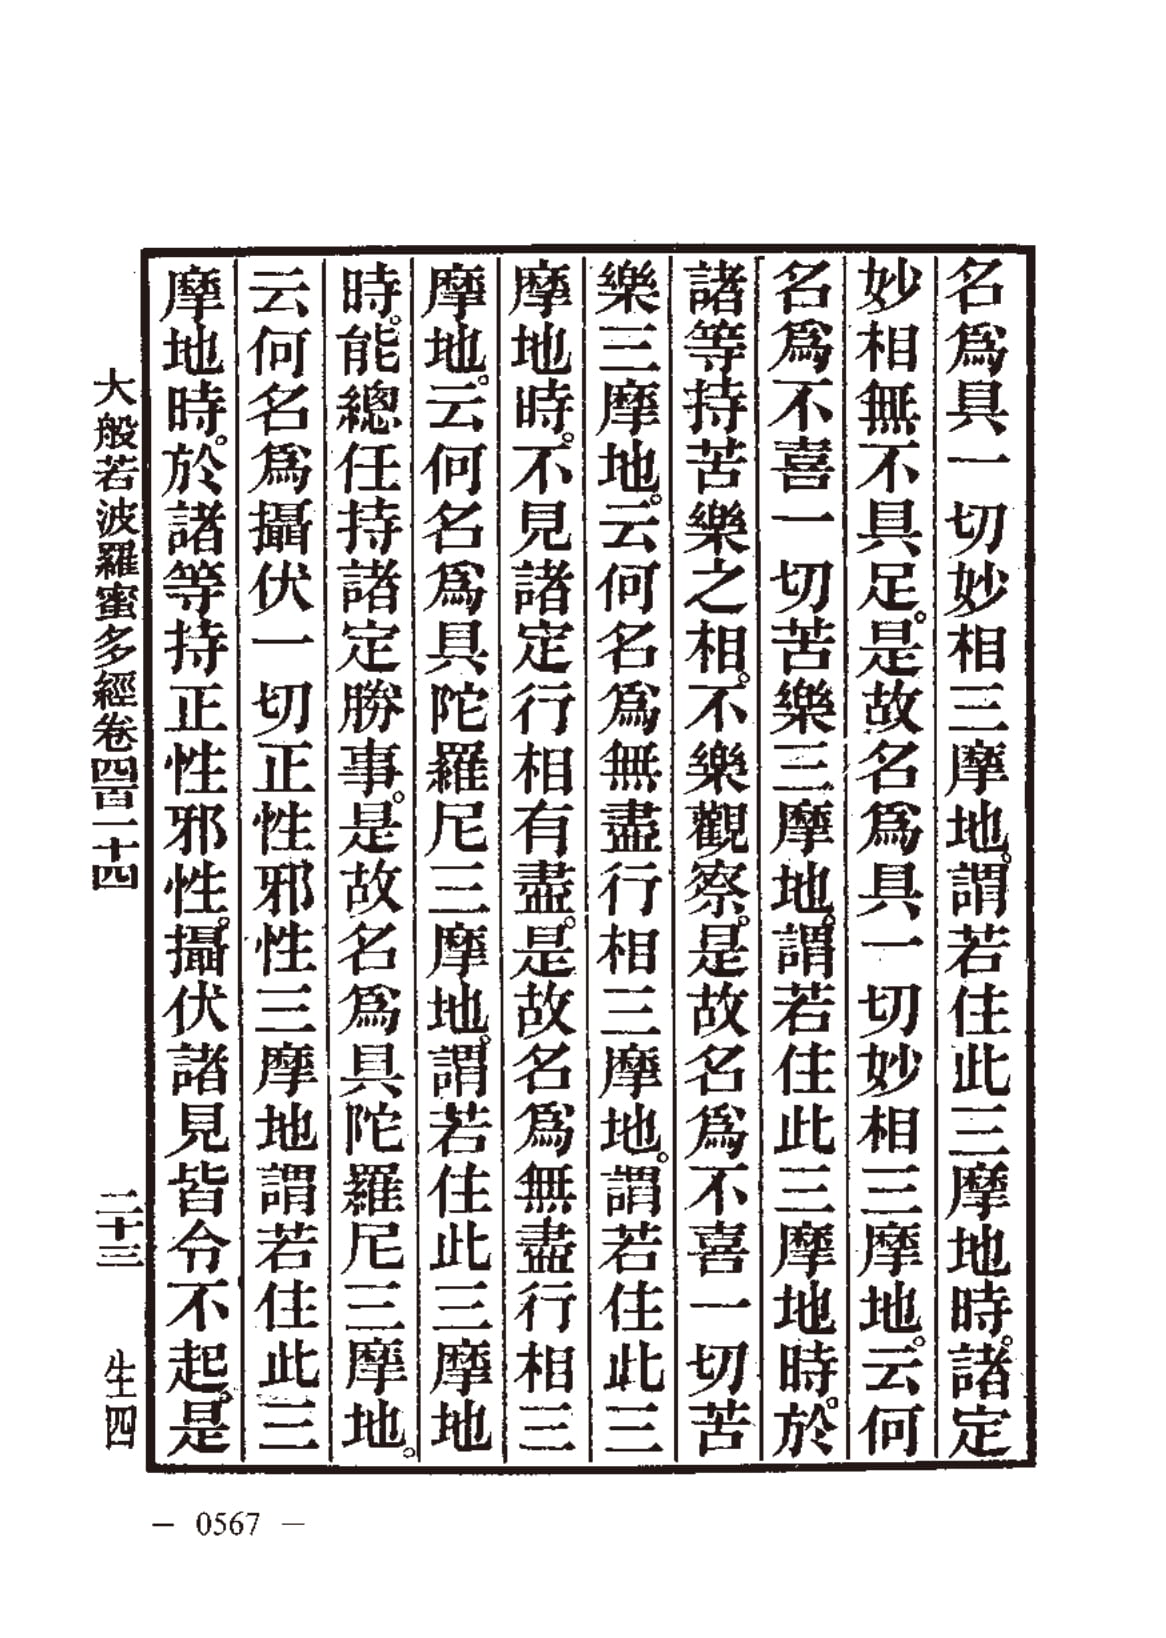 名爲具一切妙相三摩地。謂若住此三摩地時。諸定
妙相無不具足。是故名爲具一切妙相三摩地。云何
名爲不喜一切苦樂三摩地。謂若住此三摩地時。於
諸等持苦樂之相。不樂觀察。是故名爲不喜一切苦
樂三摩地。云何名爲無盡行相三摩地。謂若住此三
摩地時。不見諸定行相有盡。是故名爲無盡行相三
摩地。云何名爲具陀羅尼三摩地。謂若住此三摩地
時。能總任持諸定勝事。是故名爲具陀羅尼三摩地。
云何名爲攝伏一切正性邪性三摩地謂若住此三
摩地時。於諸等持正性邪性。攝伏諸見皆令不起。是
大般若波羅蜜多經卷四百一十四 二十三 生四
— 0567 —